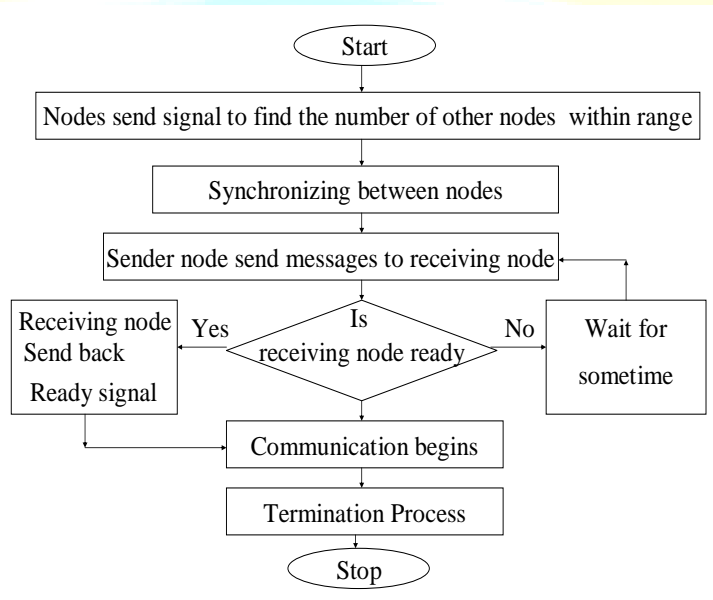 Start
Nodes send signal to find the number of other nodes within range
Synchronizing between nodes
Sender node send messages to receiving node
Is
receiving node ready
Yes
No
Receiving node
Send back
Ready signal
Wait for
sometime
Communication begins
Termination Process
Stop